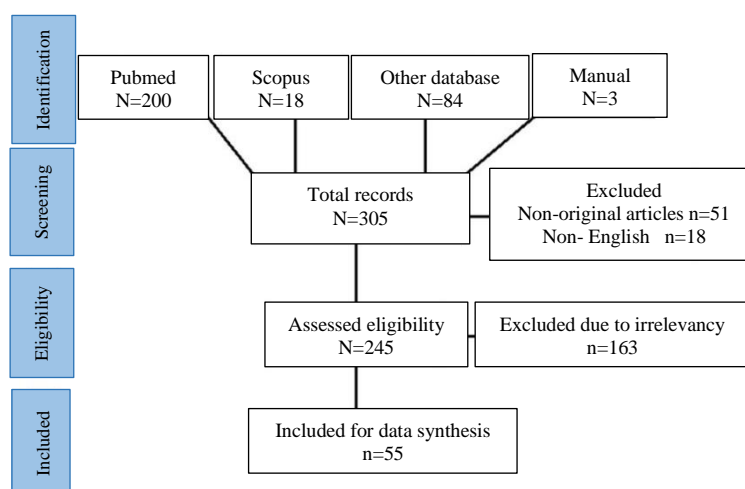 Identification
Pubmed
N=200
Scopus
N=18
Other database
N=84
Manual
N=3
Screening
Total records
N=305
Excluded
Non-original articles n=51
Non- English n=18
Eligibility
Assessed eligibility
N=245
Excluded due to irrelevancy
n=163
Included
Included for data synthesis
n=55